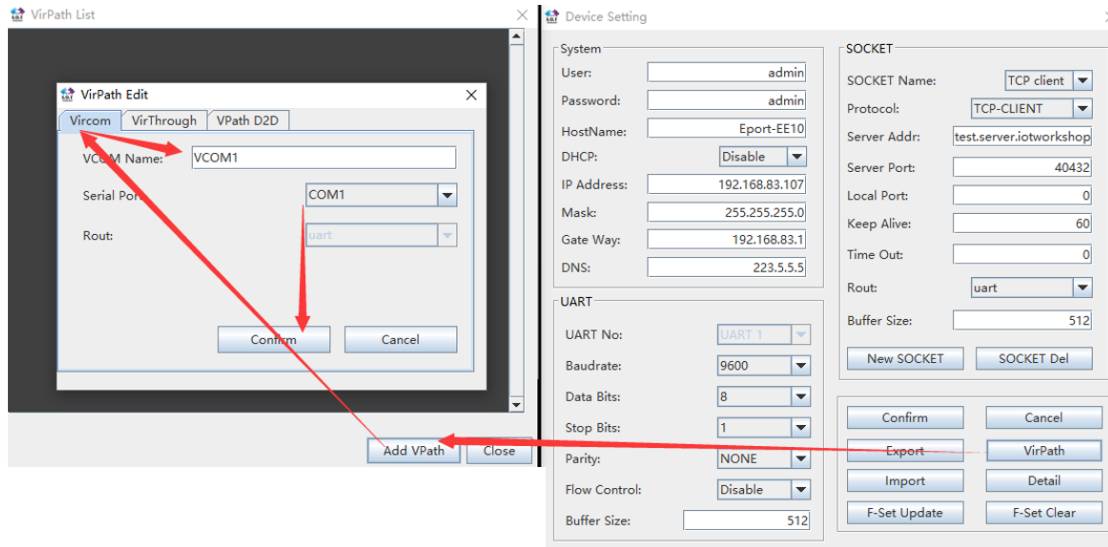 VirPath List
VirPath Edit
Vircom VirThrough VPath D2D
VCOM Name: VCOM1
Serial Port: COM1
Rout: uart
Confirm Cancel
Add VPath Close
Device Setting
System
User: admin
Password: admin
HostName: Eport-EE10
DHCP: Disable
IP Address: 192.168.83.107
Mask: 255.255.255.0
Gate Way: 192.168.83.1
DNS: 223.5.5.5
UART
UART No: UART 1
Baudrate: 9600
Data Bits: 8
Stop Bits: 1
Parity: NONE
Flow Control: Disable
Buffer Size: 512
SOCKET
SOCKET Name: TCP client
Protocol: TCP-CLIENT
Server Addr: test.server.iotworkshop
Server Port: 40432
Local Port: 0
Keep Alive: 60
Time Out: 0
Rout: uart
Buffer Size: 512
New SOCKET SOCKET Del
Confirm Cancel
Export VirPath
Import Detail
F-Set Update F-Set Clear